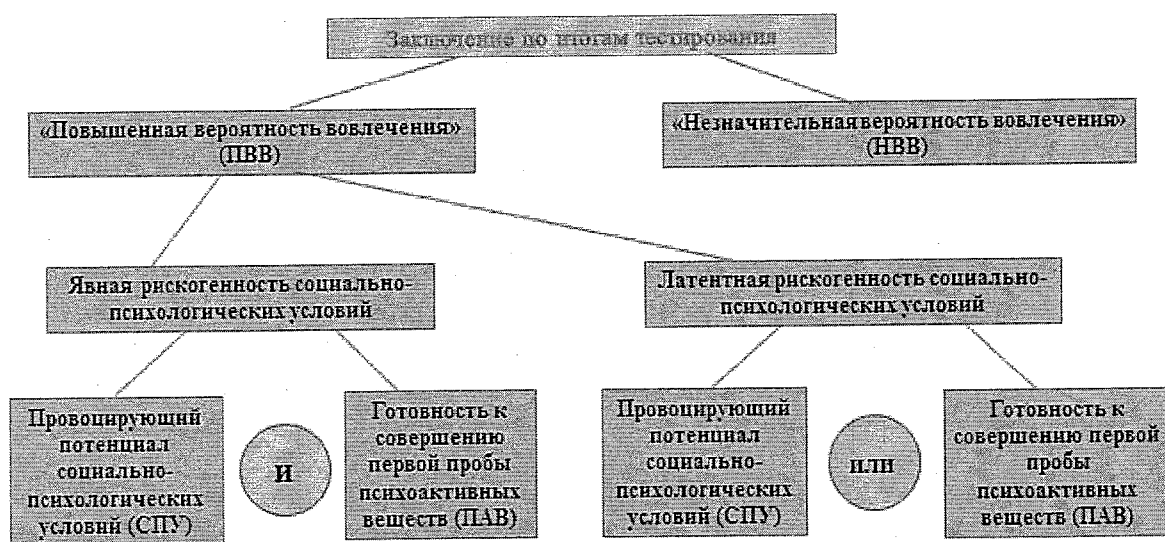 Заключение по итогам тестирования
«Повышенная вероятность вовлечения»
(ПВВ)
«Незначительная вероятность вовлечения»
(НВВ)
Явная рискогенность социально-
психологических условий
Латентная рискогенность социально-
психологических условий
Провоцирующий
потенциал
социально-
психологических
условий (СПУ)
и
Готовность к
совершению
первой пробы
психоактивных
веществ (ПАВ)
Провоцирующий
потенциал
социально-
психологических
условий (СПУ)
или
Готовность к
совершению первой
пробы
психоактивных
веществ (ПАВ)